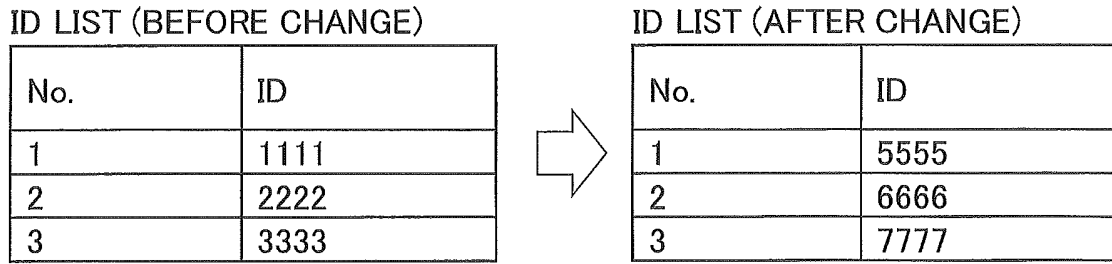 ID LIST (BEFORE CHANGE)
No. ID
1 1111
2 2222
3 3333
ID LIST (AFTER CHANGE)
No. ID
1 5555
2 6666
3 7777